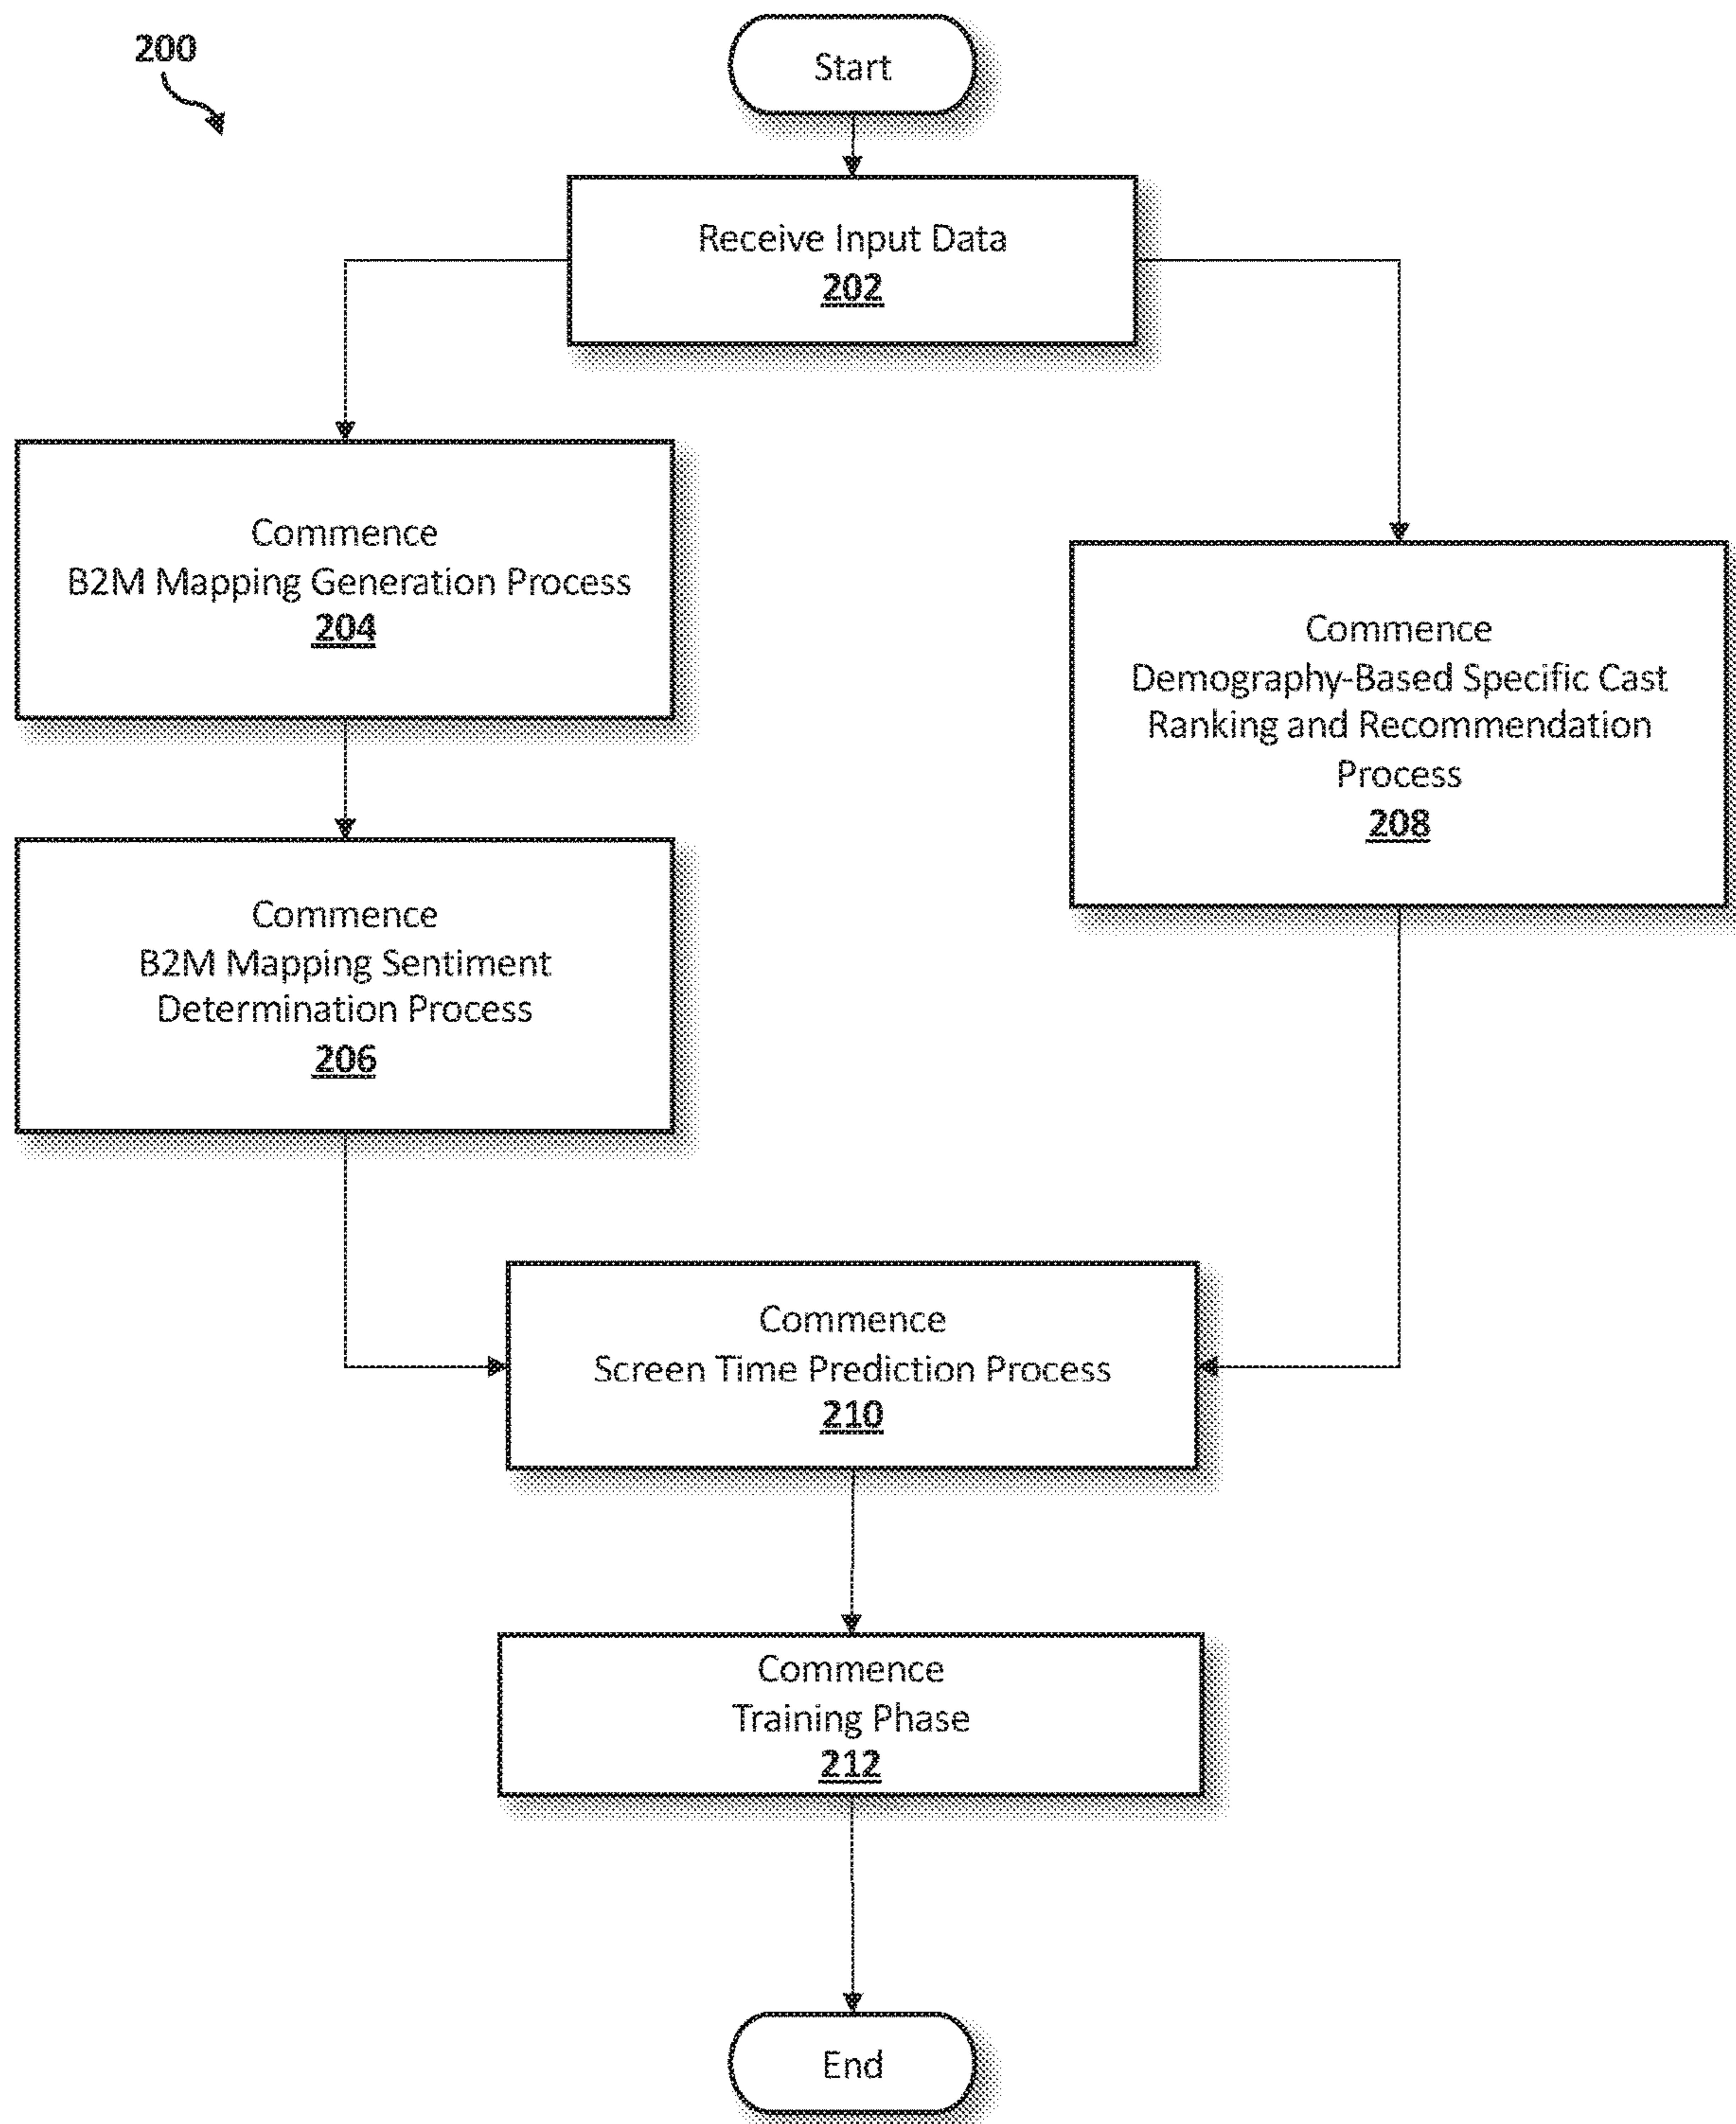 200
Start
Receive Input Data
202
Commence
B2M Mapping Generation Process
204
Commence
Demography-Based Specific Cast
Ranking and Recommendation
Process
208
Commence
B2M Mapping Sentiment
Determination Process
206
Commence
Screen Time Prediction Process
210
Commence
Training Phase
212
End